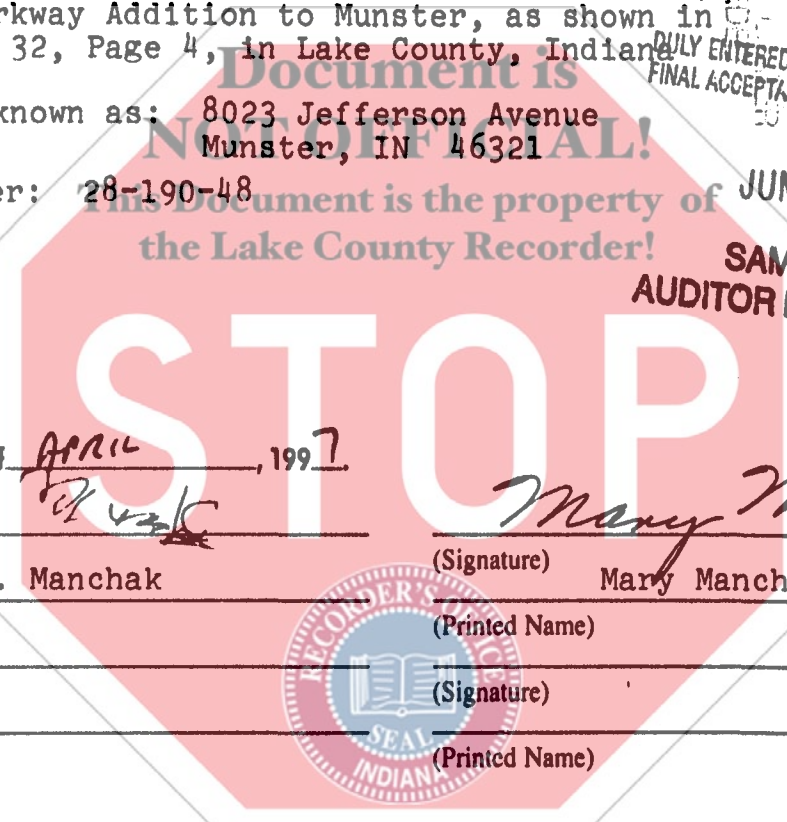 rkway Addition to Munster, as shown in
32, Page 4, in Lake County, Indiana
DULY ENTERED
FINAL ACCEPTA
Document is
known as: 8023 Jefferson Avenue
NOT OFFICIAL!
Munster, IN 46321
er: 28-190-48
JUN
This Document is the property of
the Lake County Recorder!
SAM
AUDITOR
STOP
APRIL, 1997.
Mary M
(Signature)
. Manchak
Mary Manch
(Printed Name)
(Signature)
(Printed Name)
RECORDER'S OFFICE
SEAL
INDIANA